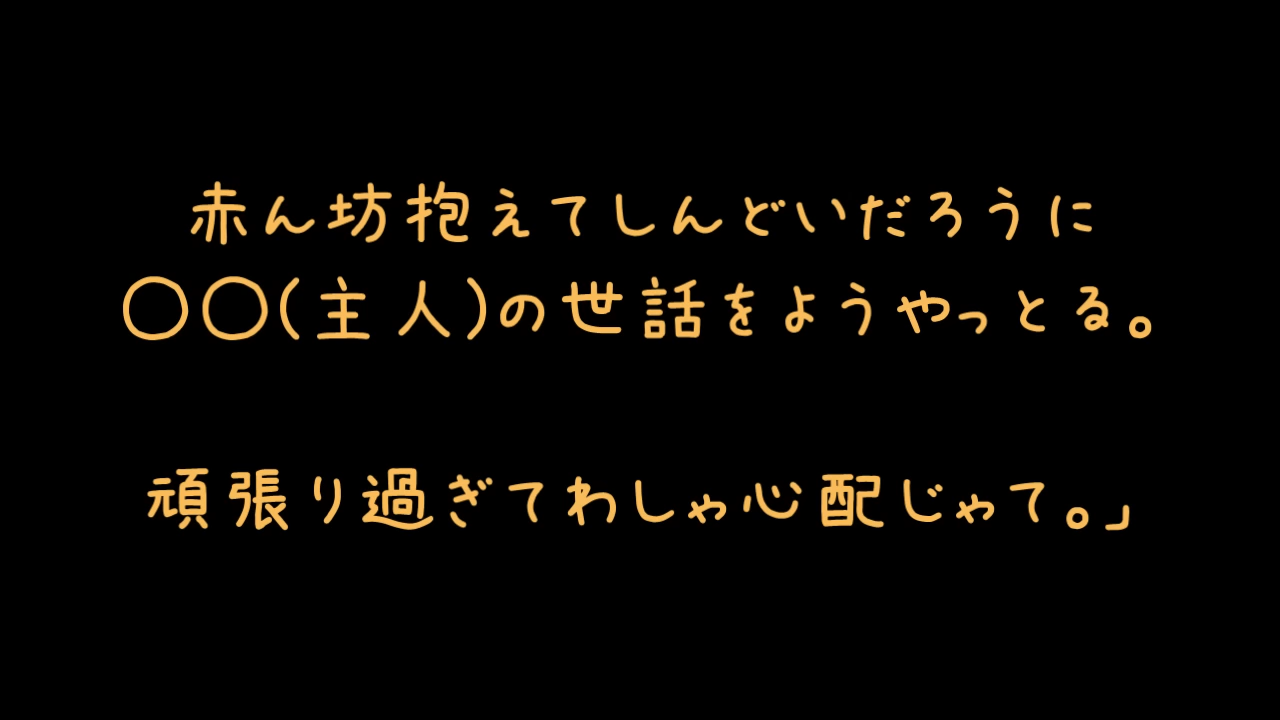 赤ん坊抱えてしんどいだろうに
〇〇(主人)の世話をようやっとる。
頑張り過ぎてわしゃ心配じゃて。」